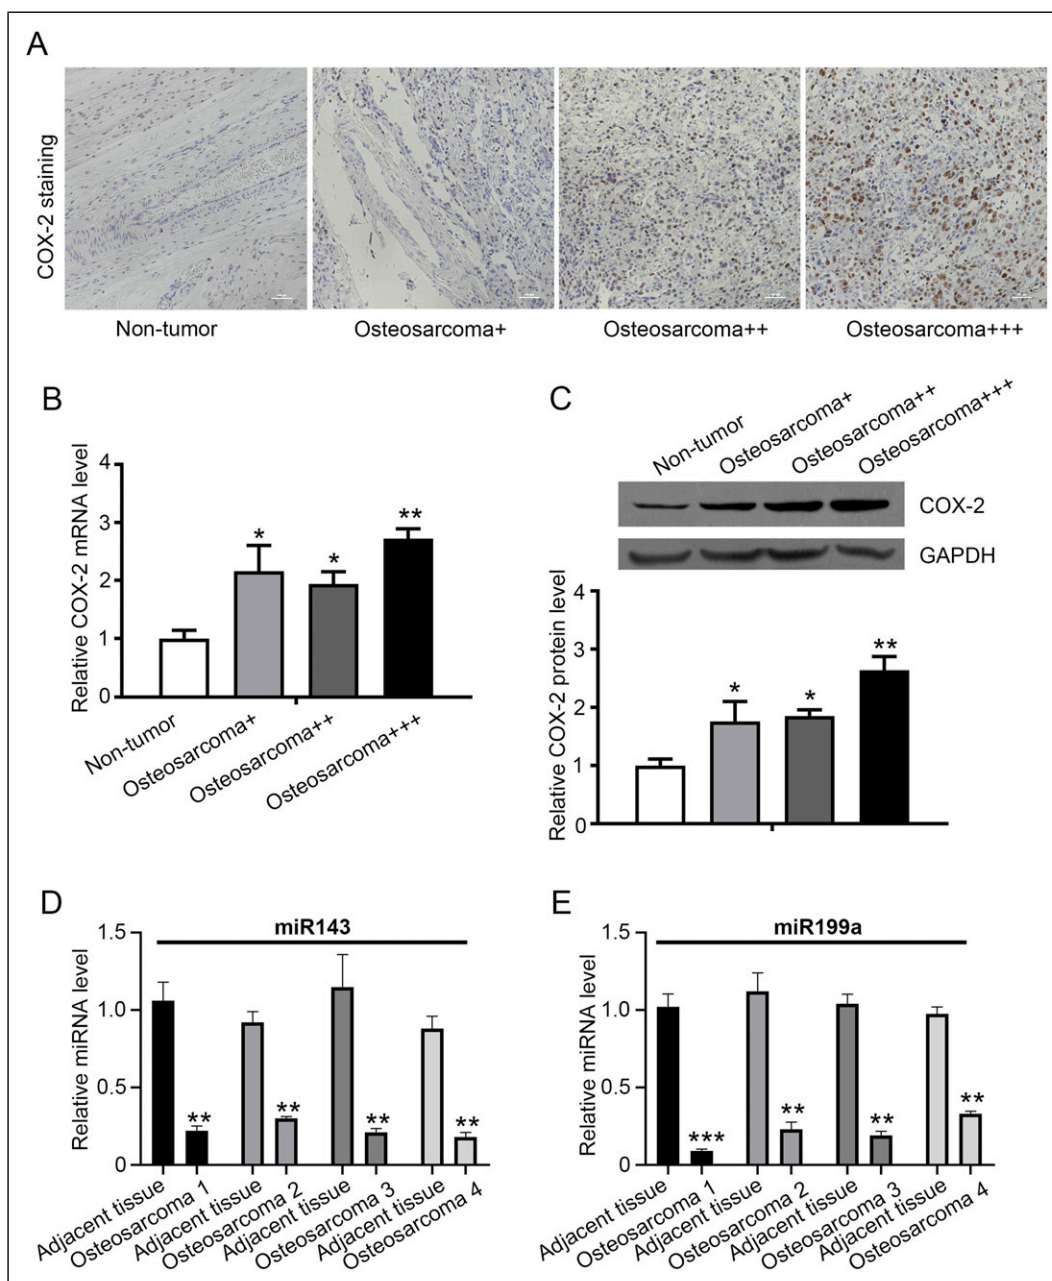 A
COX-2 staining
Non-tumor
Osteosarcoma+
Osteosarcoma++
Osteosarcoma+++
B
Relative COX-2 mRNA level
4
3
2
1
0
*
*
**
Non-tumor
Osteosarcoma+
Osteosarcoma++
Osteosarcoma+++
C
Non-tumor
Osteosarcoma+
Osteosarcoma++
Osteosarcoma+++
COX-2
GAPDH
Relative COX-2 protein level
4
3
2
1
0
*
*
**
D
miR143
Relative miRNA level
1.5
1.0
0.5
0
**
**
**
**
Adjacent tissue
Osteosarcoma 1
Adjacent tissue
Osteosarcoma 2
Adjacent tissue
Osteosarcoma 3
Adjacent tissue
Osteosarcoma 4
E
miR199a
Relative miRNA level
1.5
1.0
0.5
0
***
**
**
**
Adjacent tissue
Osteosarcoma 1
Adjacent tissue
Osteosarcoma 2
Adjacent tissue
Osteosarcoma 3
Adjacent tissue
Osteosarcoma 4